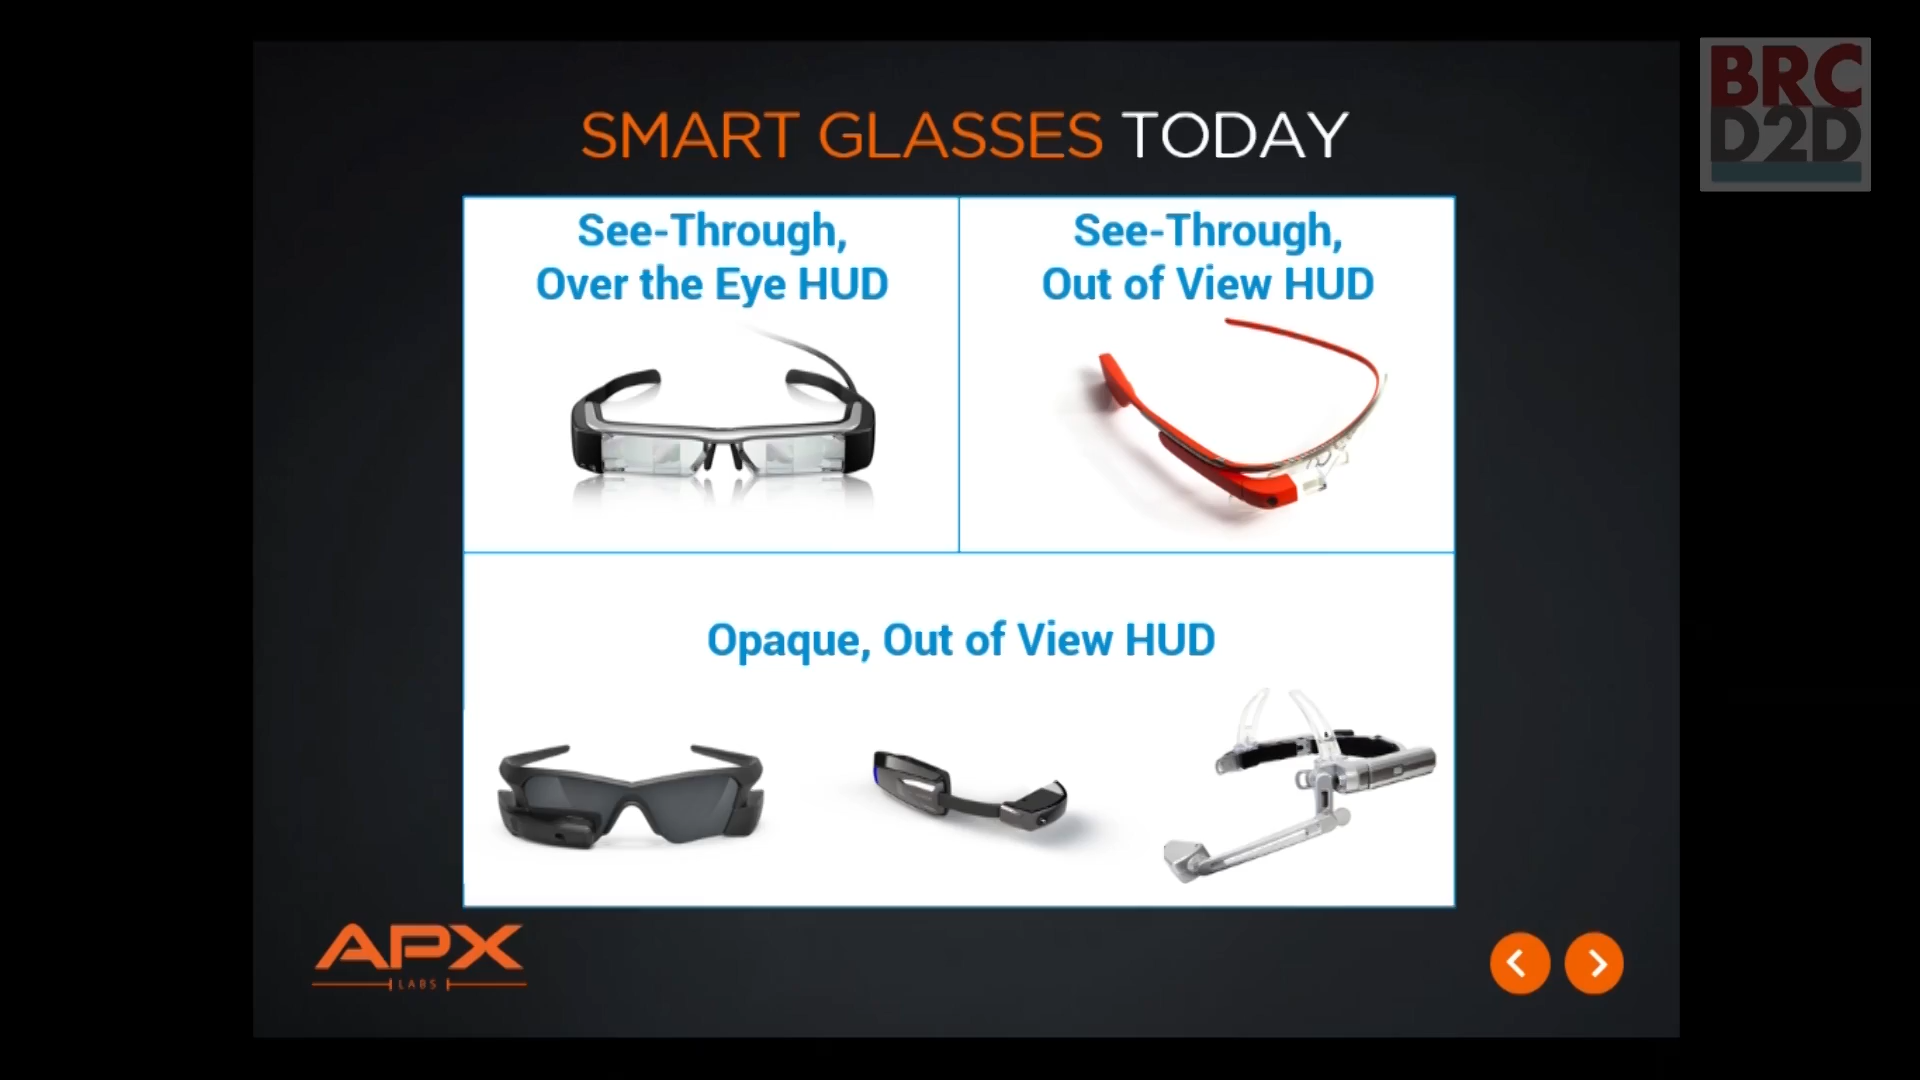 BRC
D2D
SMART GLASSES TODAY
See-Through,
Over the Eye HUD
See-Through,
Out of View HUD
Opaque, Out of View HUD
APX
LABS